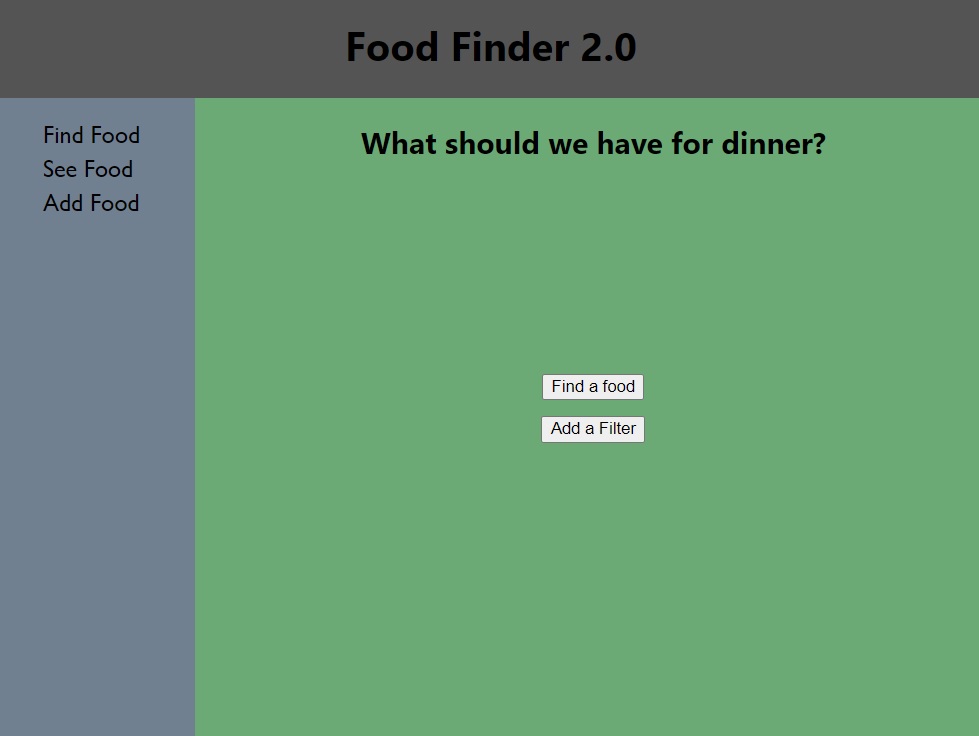 Food Finder 2.0
Find Food
See Food
Add Food
What should we have for dinner?
Find a food
Add a Filter